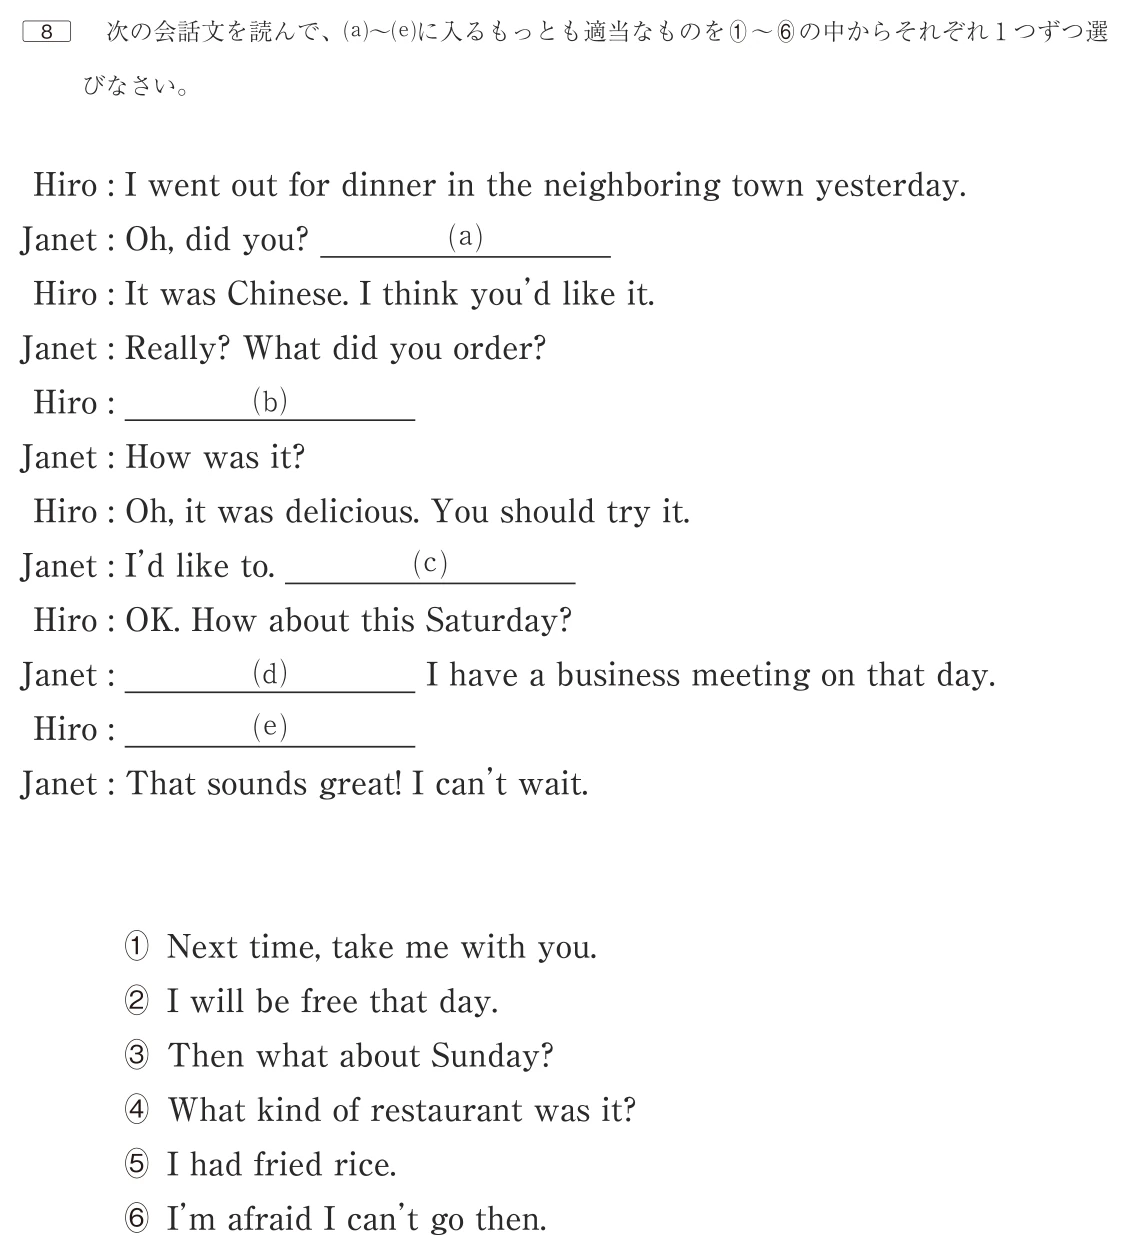 8 次の会話文を読んで、(a)～(e)に入るもっとも適当なものを①～⑥の中からそれぞれ１つずつ選
びなさい。
Hiro : I went out for dinner in the neighboring town yesterday.
Janet : Oh, did you? (a)
Hiro : It was Chinese. I think you'd like it.
Janet : Really? What did you order?
Hiro : (b)
Janet : How was it?
Hiro : Oh, it was delicious. You should try it.
Janet : I'd like to. (c)
Hiro : OK. How about this Saturday?
Janet : (d) I have a business meeting on that day.
Hiro : (e)
Janet : That sounds great! I can't wait.
① Next time, take me with you.
② I will be free that day.
③ Then what about Sunday?
④ What kind of restaurant was it?
⑤ I had fried rice.
⑥ I'm afraid I can't go then.